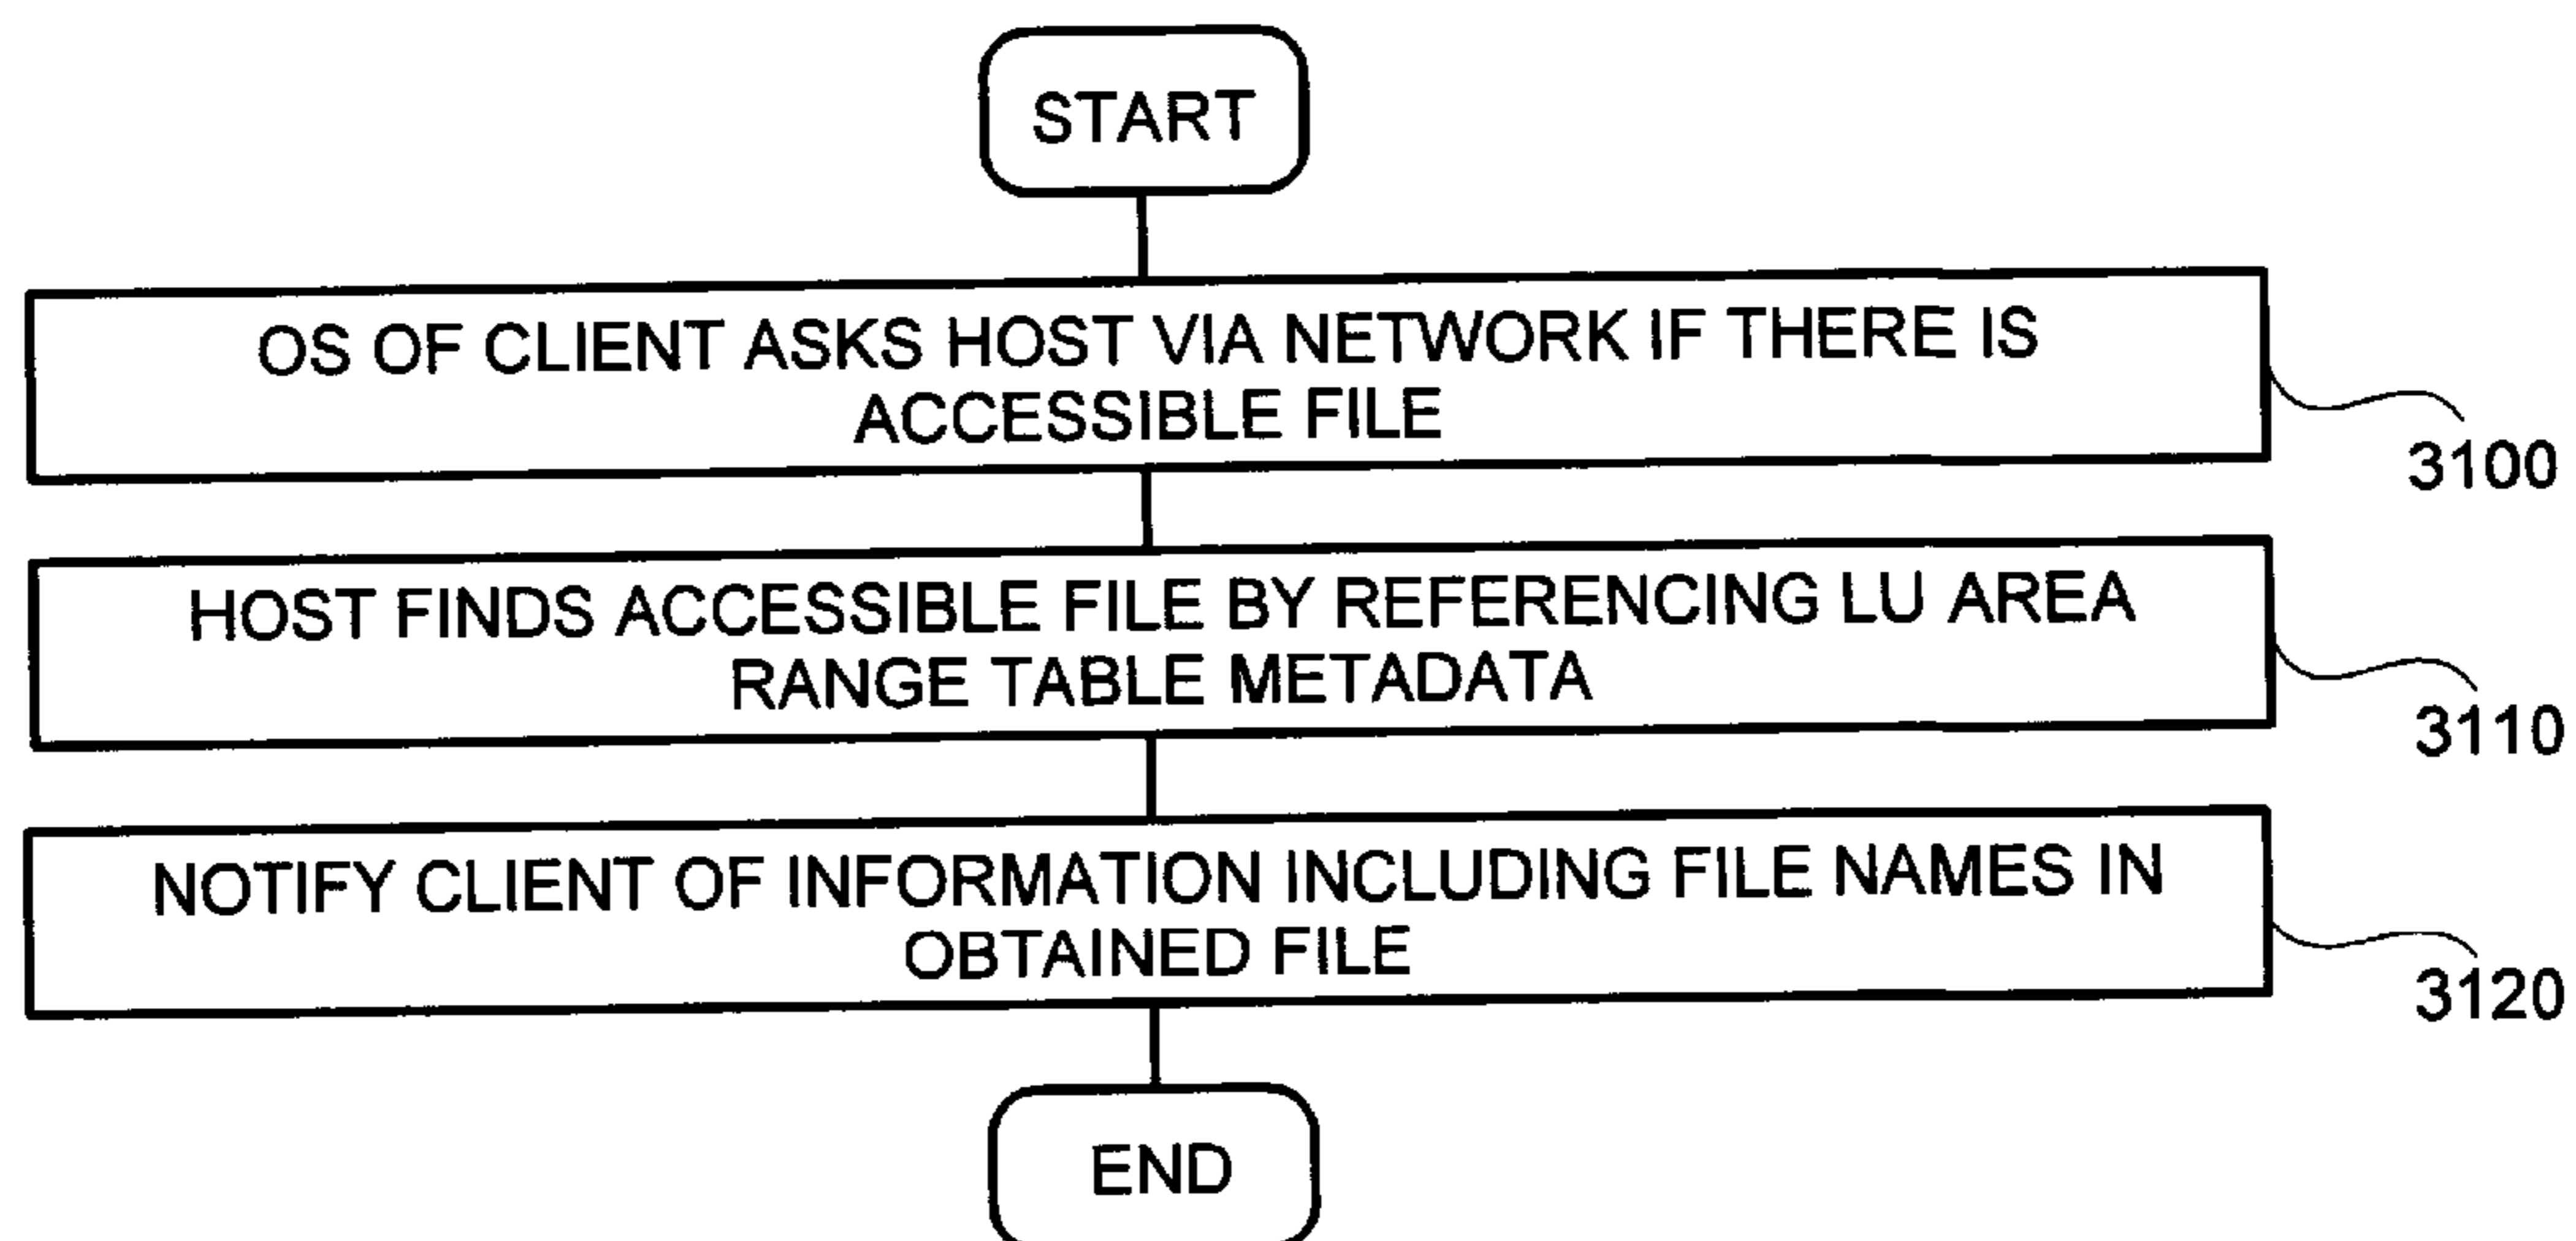 START
OS OF CLIENT ASKS HOST VIA NETWORK IF THERE IS
ACCESSIBLE FILE
3100
HOST FINDS ACCESSIBLE FILE BY REFERENCING LU AREA
RANGE TABLE METADATA
3110
NOTIFY CLIENT OF INFORMATION INCLUDING FILE NAMES IN
OBTAINED FILE
3120
END